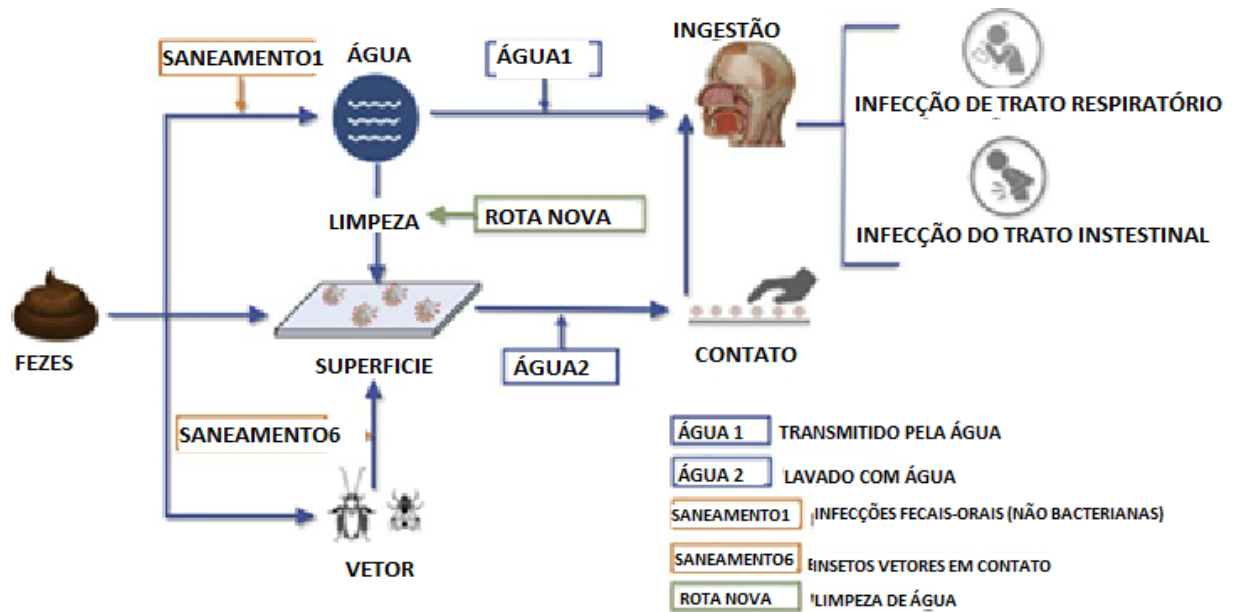 SANEAMENTO1
ÁGUA
ÁGUA1
INGESTÃO
INFECÇÃO DE TRATO RESPIRATÓRIO
LIMPEZA
ROTA NOVA
INFECÇÃO DO TRATO INSTESTINAL
FEZES
SUPERFICIE
ÁGUA2
CONTATO
SANEAMENTO6
VETOR
ÁGUA 1 TRANSMITIDO PELA ÁGUA
ÁGUA 2 LAVADO COM ÁGUA
SANEAMENTO1 INFECÇÕES FECAIS-ORAIS (NÃO BACTERIANAS)
SANEAMENTO6 INSETOS VETORES EM CONTATO
ROTA NOVA LIMPEZA DE ÁGUA